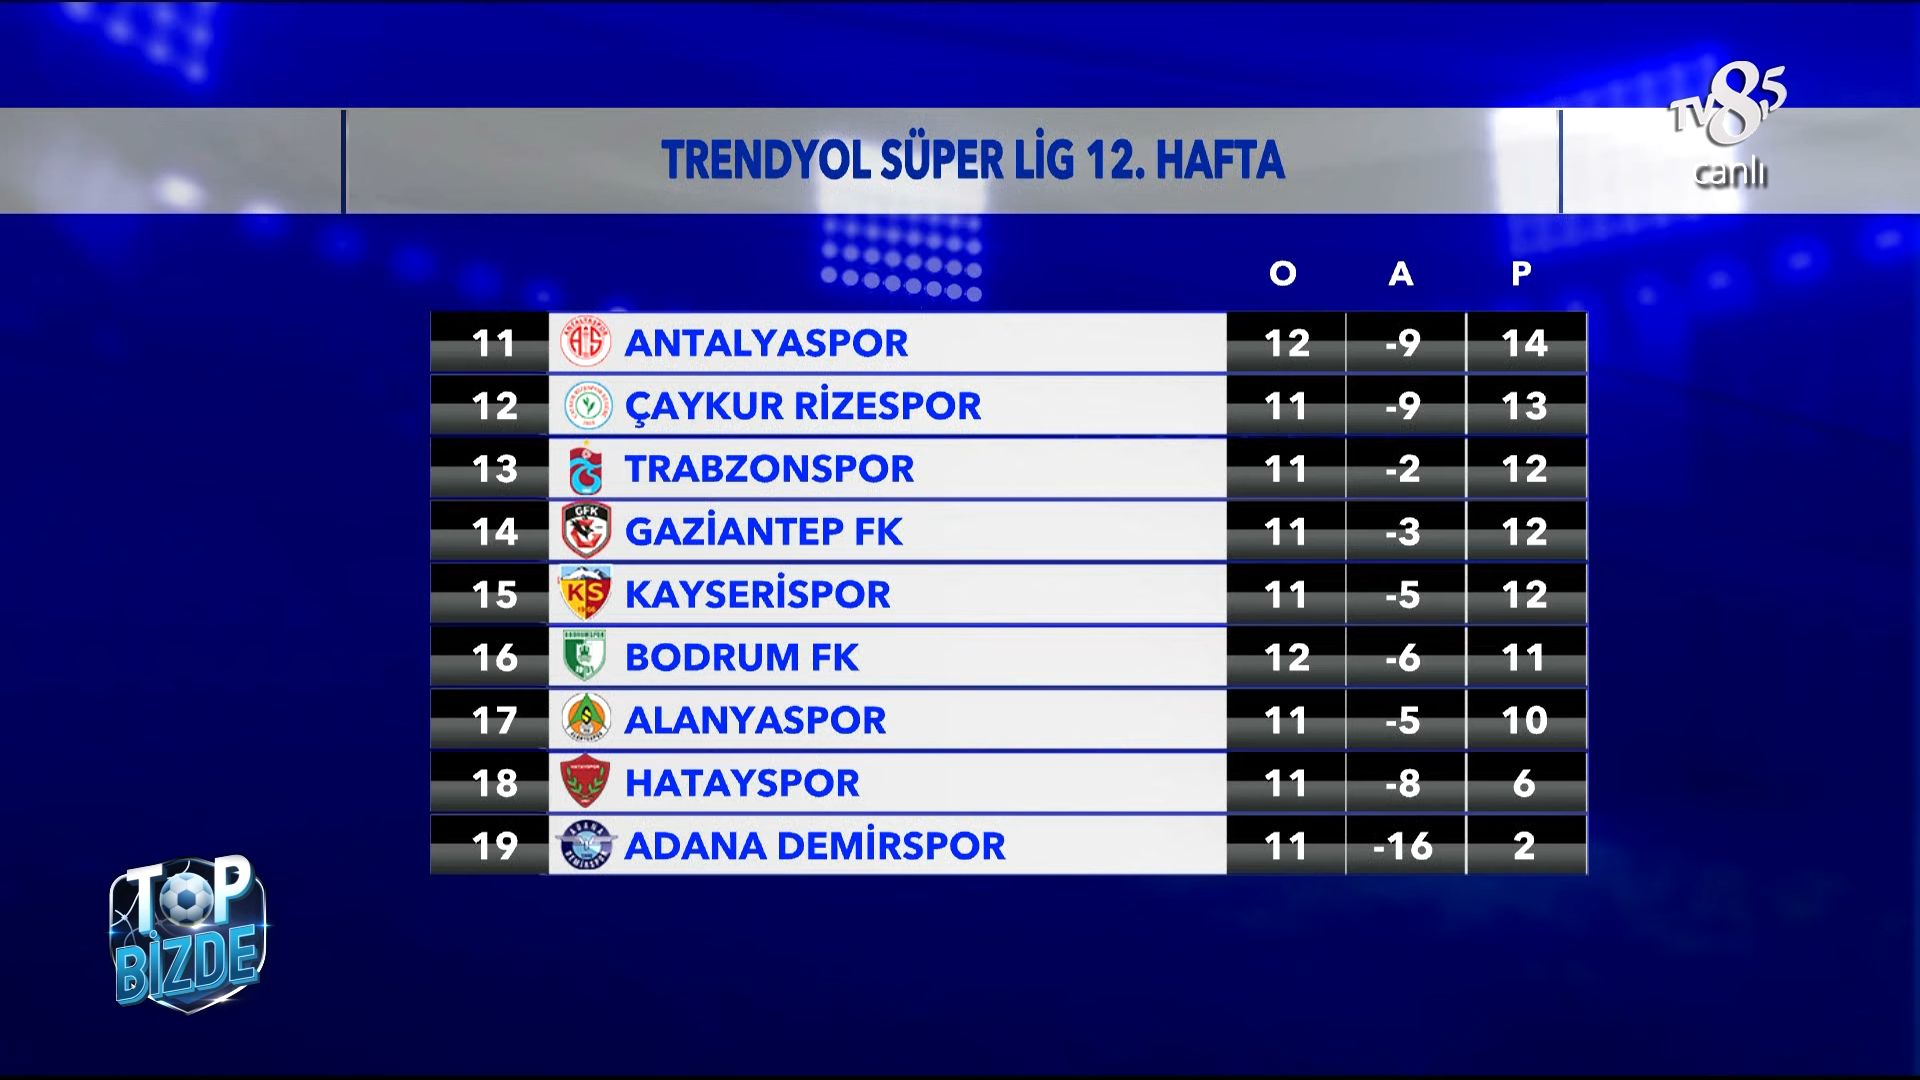 TV8,5
canlı
TRENDYOL SÜPER LİG 12. HAFTA
O A P
11 ANTALYASPOR 12 -9 14
12 ÇAYKUR RİZESPOR 11 -9 13
13 TRABZONSPOR 11 -2 12
14 GAZİANTEP FK 11 -3 12
15 KAYSERİSPOR 11 -5 12
16 BODRUM FK 12 -6 11
17 ALANYASPOR 11 -5 10
18 HATAYSPOR 11 -8 6
19 ADANA DEMİRSPOR 11 -16 2
TOP
BİZDE